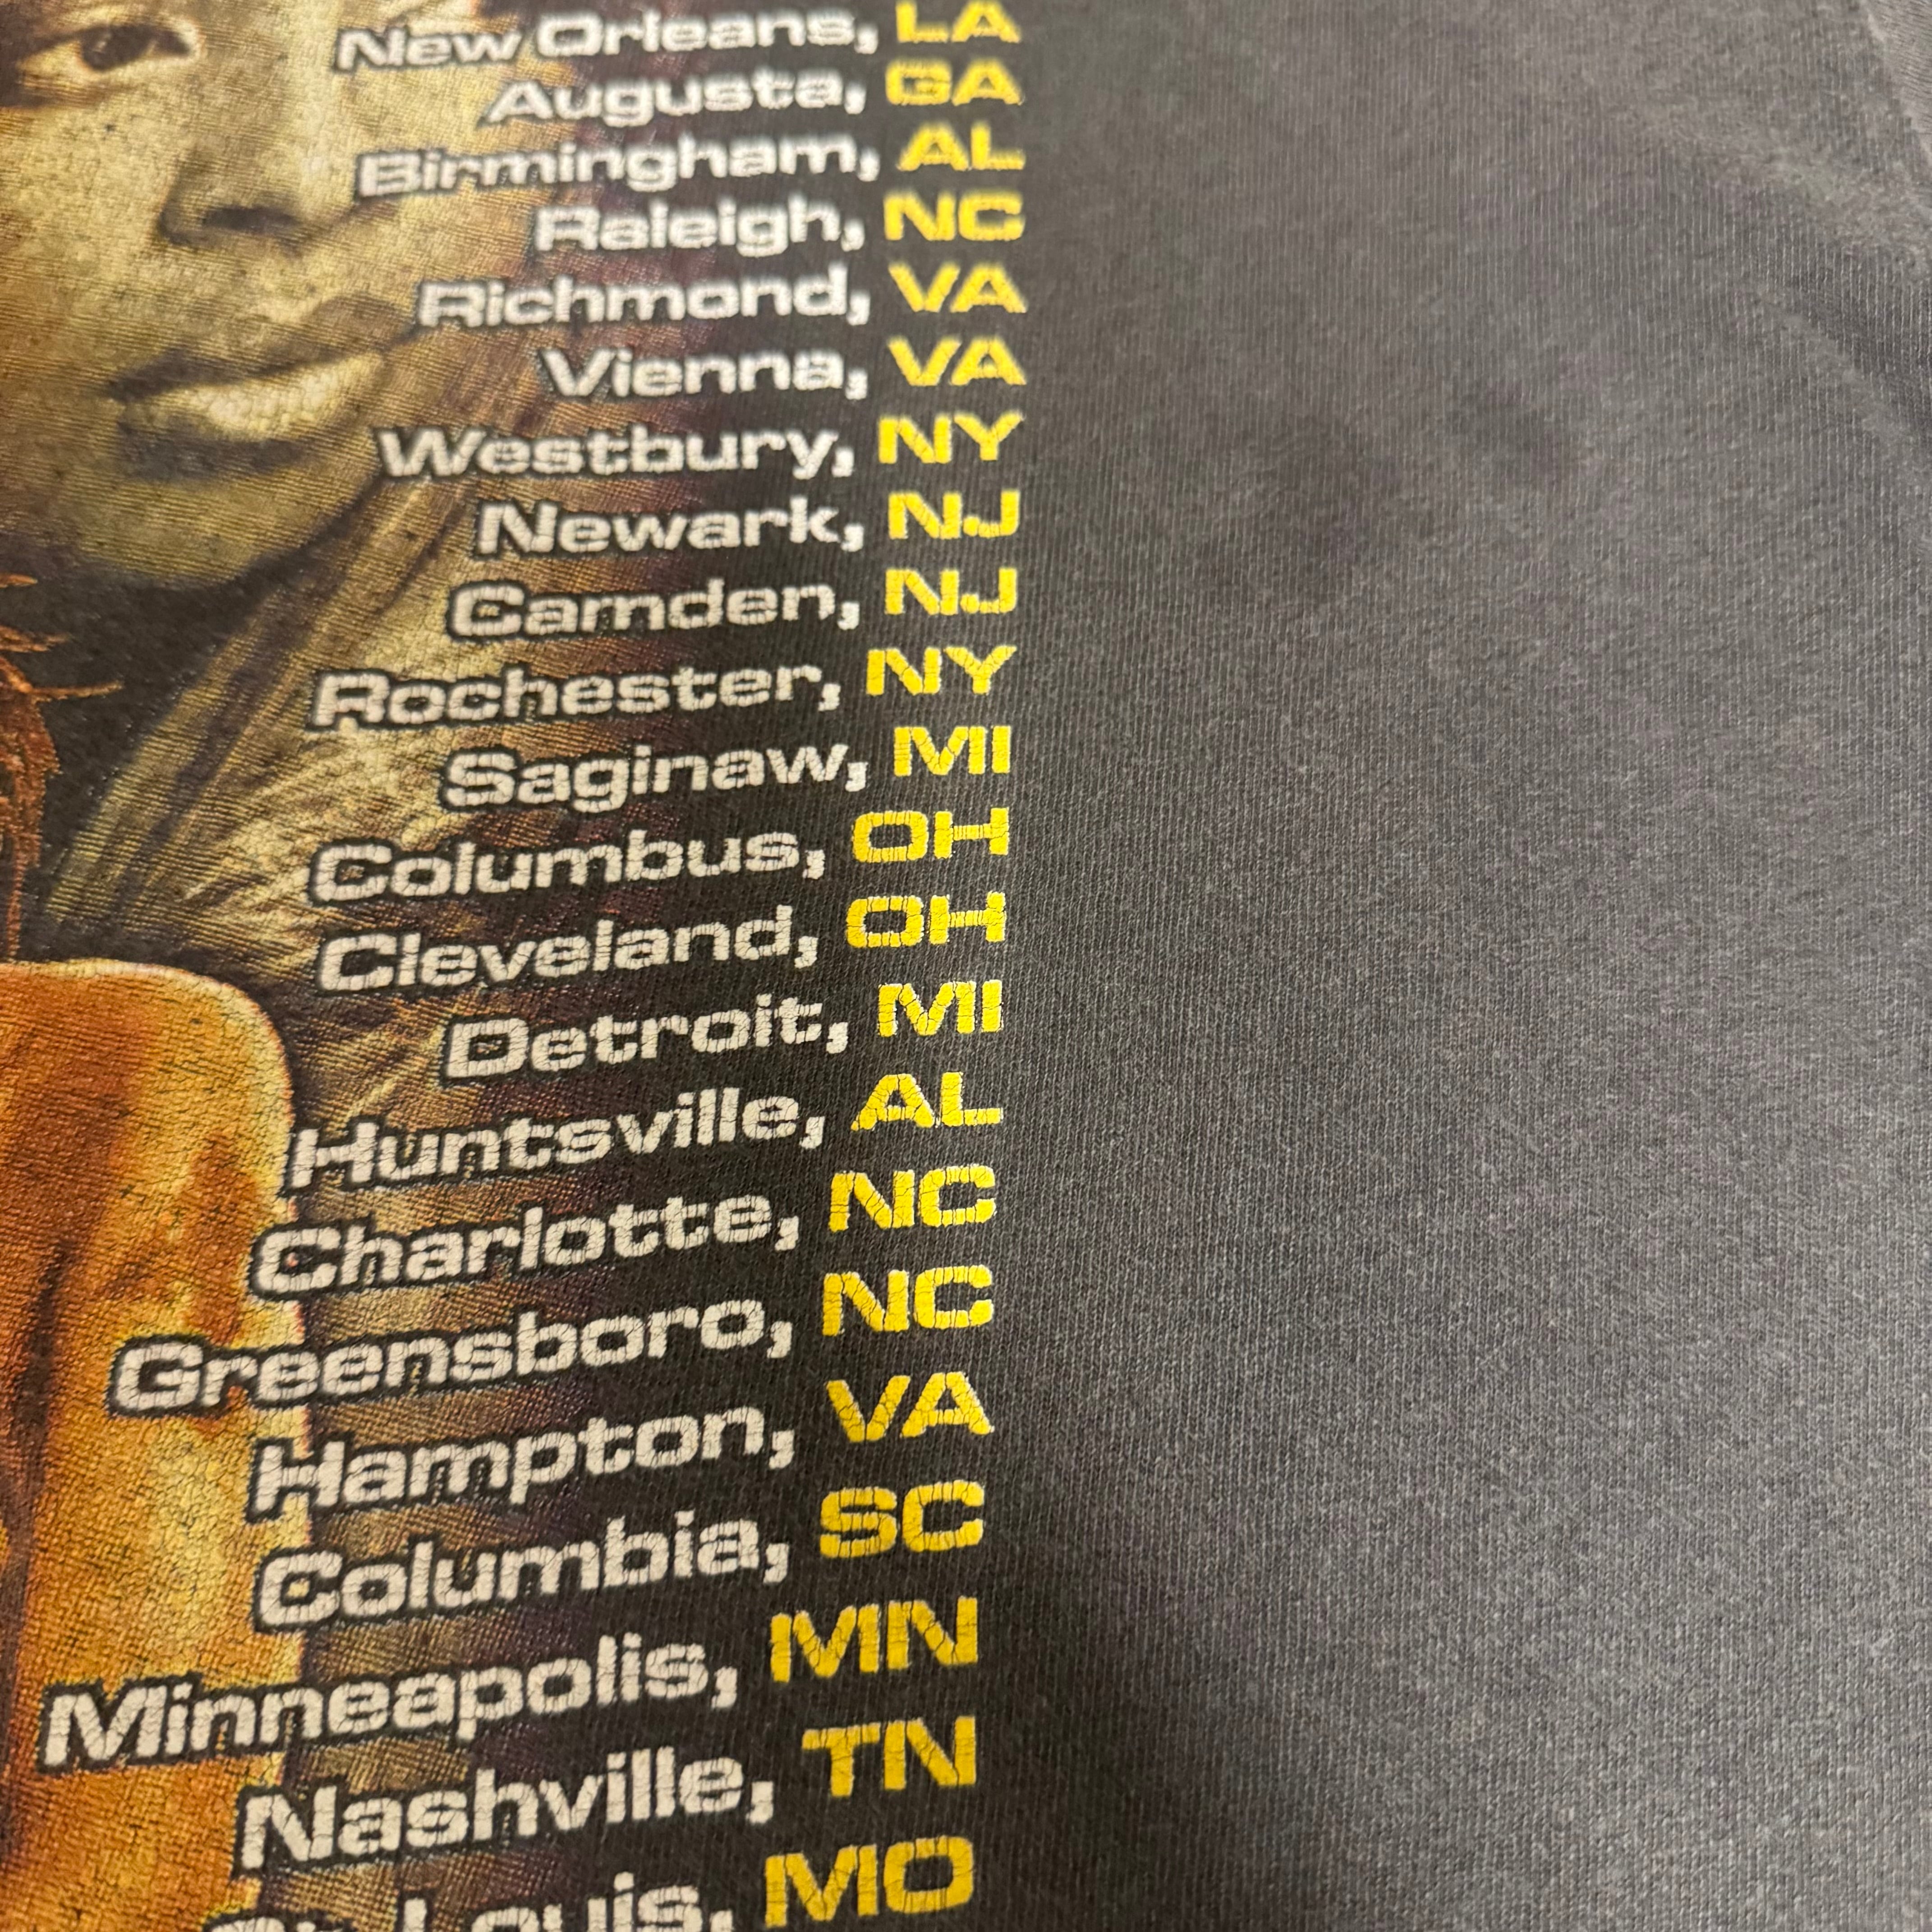 New Orleans, LA
Augusta, GA
Birmingham, AL
Raleigh, NC
Richmond, VA
Vienna, VA
Westbury, NY
Newark, NJ
Camden, NJ
Rochester, NY
Saginaw, MI
Columbus, OH
Cleveland, OH
Detroit, MI
Huntsville, AL
Charlotte, NC
Greensboro, NC
Hampton, VA
Columbia, SC
Minneapolis, MN
Nashville, TN
Louis, MO